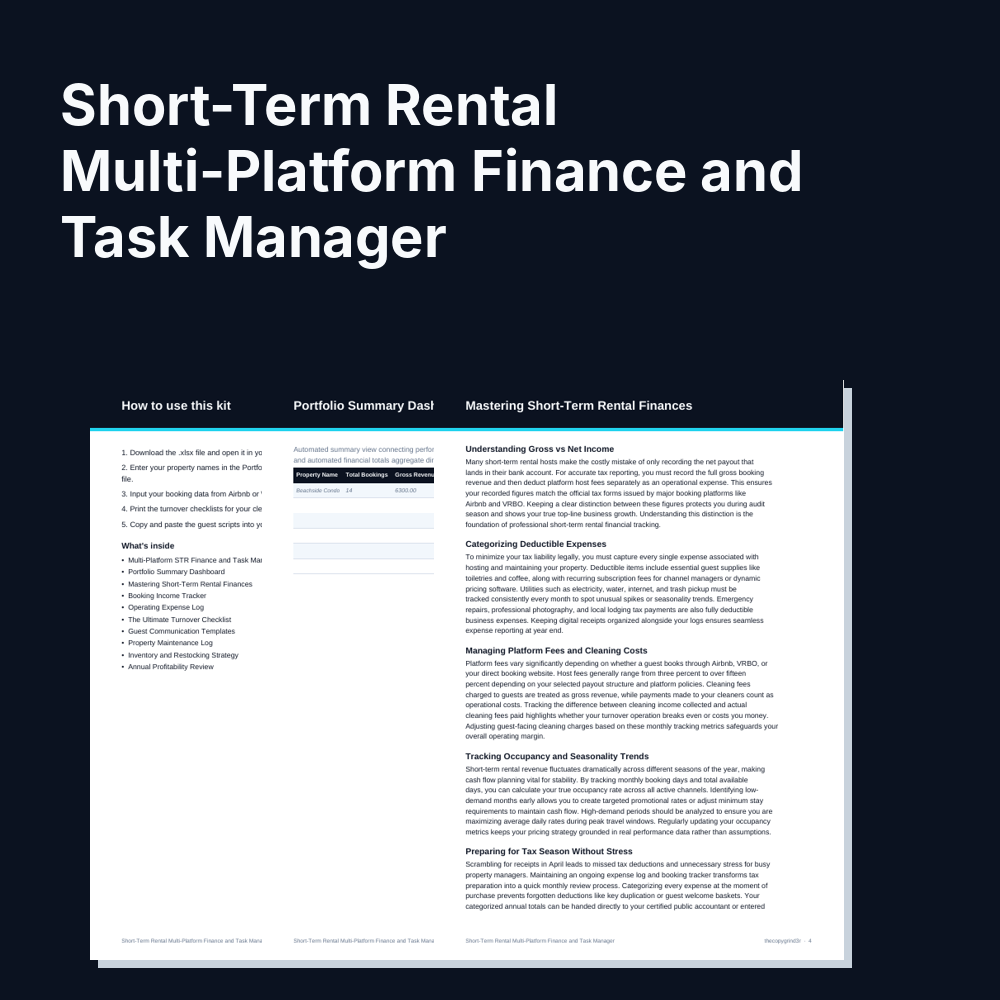 Short-Term Rental
Multi-Platform Finance and
Task Manager
How to use this kit
1. Download the .xlsx file and open it in yo
2. Enter your property names in the Portfo
file.
3. Input your booking data from Airbnb or
4. Print the turnover checklists for your cle
5. Copy and paste the guest scripts into yo
What's inside
• Multi-Platform STR Finance and Task Man
• Portfolio Summary Dashboard
• Mastering Short-Term Rental Finances
• Booking Income Tracker
• Operating Expense Log
• The Ultimate Turnover Checklist
• Guest Communication Templates
• Property Maintenance Log
• Inventory and Restocking Strategy
• Annual Profitability Review
Short-Term Rental Multi-Platform Finance and Task Mana
Portfolio Summary Dash
Automated summary view connecting perfor
and automated financial totals aggregate dir
Property Name Total Bookings Gross Revenu
Beachside Condo 14 6300.00
Short-Term Rental Multi-Platform Finance and Task Mana
Mastering Short-Term Rental Finances
Understanding Gross vs Net Income
Many short-term rental hosts make the costly mistake of only recording the net payout that
lands in their bank account. For accurate tax reporting, you must record the full gross booking
revenue and then deduct platform host fees separately as an operational expense. This ensures
your recorded figures match the official tax forms issued by major booking platforms like
Airbnb and VRBO. Keeping a clear distinction between these figures protects you during audit
season and shows your true top-line business growth. Understanding this distinction is the
foundation of professional short-term rental financial tracking.
Categorizing Deductible Expenses
To minimize your tax liability legally, you must capture every single expense associated with
hosting and maintaining your property. Deductible items include essential guest supplies like
toiletries and coffee, along with recurring subscription fees for channel managers or dynamic
pricing software. Utilities such as electricity, water, internet, and trash pickup must be
tracked consistently every month to spot unusual spikes or seasonality trends. Emergency
repairs, professional photography, and local lodging tax payments are also fully deductible
business expenses. Keeping digital receipts organized alongside your logs ensures seamless
expense reporting at year end.
Managing Platform Fees and Cleaning Costs
Platform fees vary significantly depending on whether a guest books through Airbnb, VRBO, or
your direct booking website. Host fees generally range from three percent to over fifteen
percent depending on your selected payout structure and platform policies. Cleaning fees
charged to guests are treated as gross revenue, while payments made to your cleaners count as
operational costs. Tracking the difference between cleaning income collected and actual
cleaning fees paid highlights whether your turnover operation breaks even or costs you money.
Adjusting guest-facing cleaning charges based on these monthly tracking metrics safeguards your
overall operating margin.
Tracking Occupancy and Seasonality Trends
Short-term rental revenue fluctuates dramatically across different seasons of the year, making
cash flow planning vital for stability. By tracking monthly booking days and total available
days, you can calculate your true occupancy rate across all active channels. Identifying low-
demand months early allows you to create targeted promotional rates or adjust minimum stay
requirements to maintain cash flow. High-demand periods should be analyzed to ensure you are
maximizing average daily rates during peak travel windows. Regularly updating your occupancy
metrics keeps your pricing strategy grounded in real performance data rather than assumptions.
Preparing for Tax Season Without Stress
Scrambling for receipts in April leads to missed tax deductions and unnecessary stress for busy
property managers. Maintaining an ongoing expense log and booking tracker transforms tax
preparation into a quick monthly review process. Categorizing every expense at the moment of
purchase prevents forgotten deductions like key duplication or guest welcome baskets. Your
categorized annual totals can be handed directly to your certified public accountant or entered
Short-Term Rental Multi-Platform Finance and Task Manager
· 4